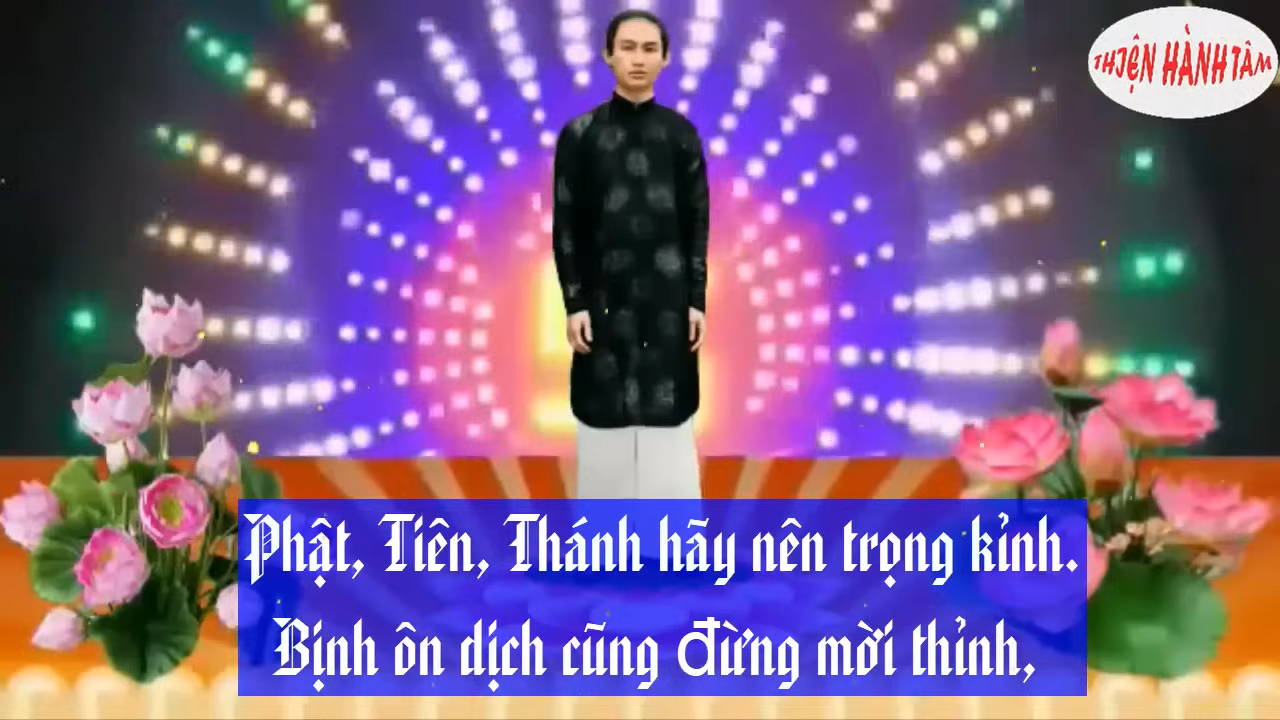 THIỆN HÀNH TÂM
Phật, Tiên, Thánh hãy nên trọng kỉnh.
Bịnh ôn dịch cũng đừng mời thỉnh,